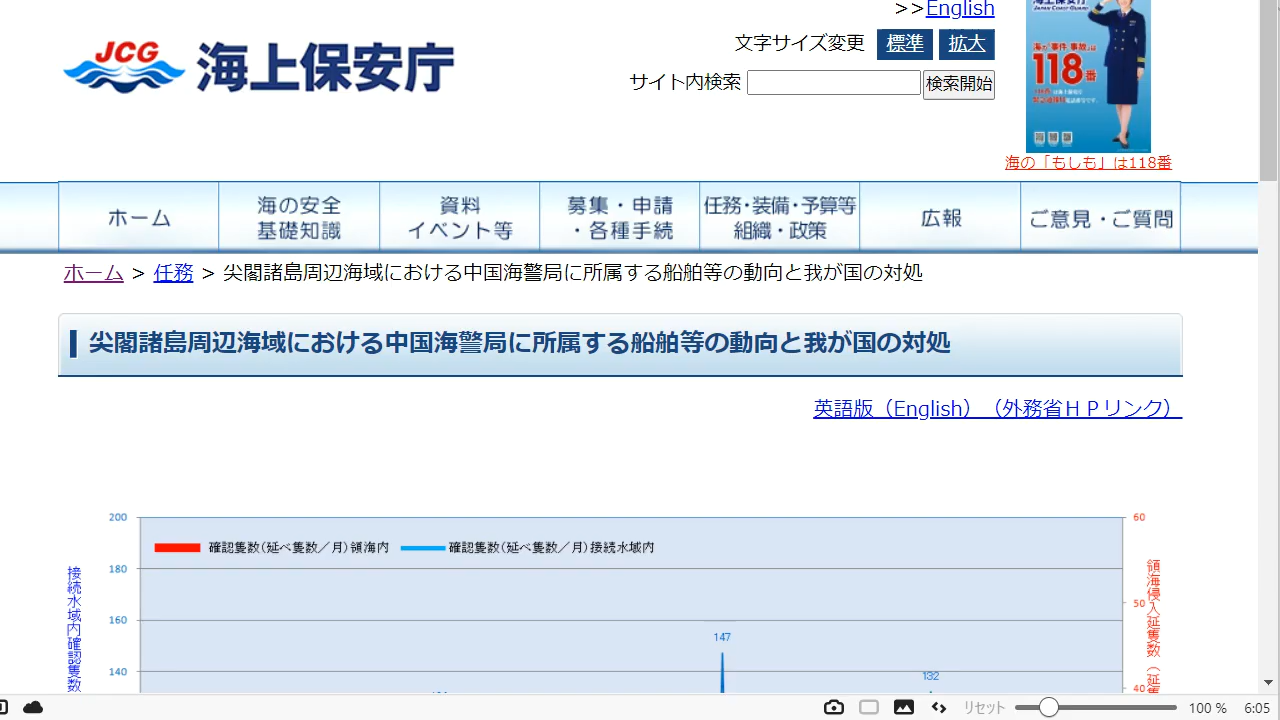 >>English
JCG 海上保安庁
文字サイズ変更 標準 拡大
サイト内検索 検索開始
海の「事件・事故」は
118番
海の「もしも」は118番
ホーム
海の安全
基礎知識
資料
イベント等
募集・申請
・各種手続
任務・装備・予算等
組織・政策
広報
ご意見・ご質問
ホーム > 任務 > 尖閣諸島周辺海域における中国海警局に所属する船舶等の動向と我が国の対処
尖閣諸島周辺海域における中国海警局に所属する船舶等の動向と我が国の対処
英語版（English）（外務省ＨＰリンク）
200
60
確認隻数(延べ隻数／月)領海内
確認隻数(延べ隻数／月)接続水域内
180
接続水域内確認隻数
領海侵入延隻数（延隻
50
160
147
140
132
40
リセット
100 %
6:05